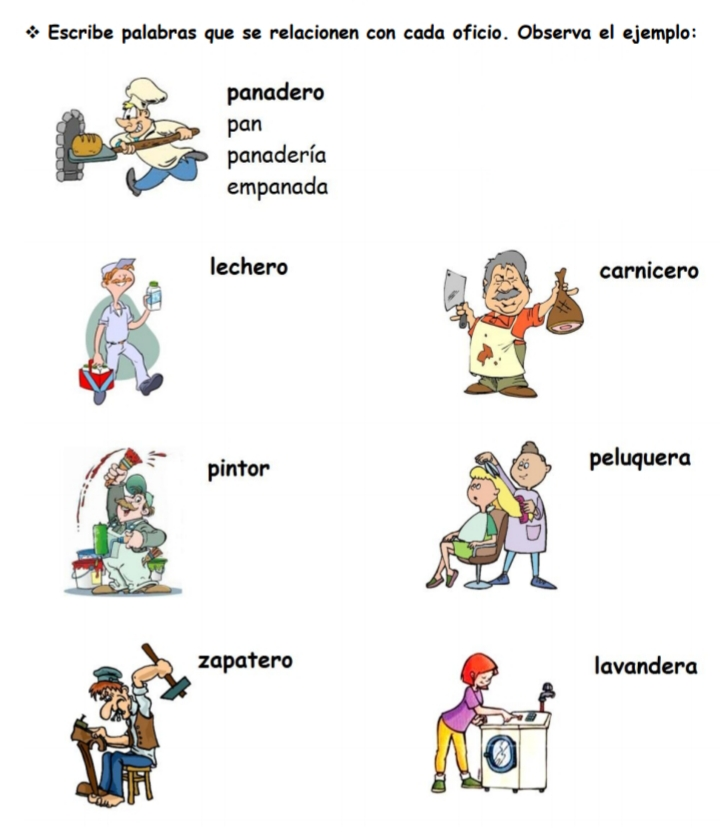 ❖ Escribe palabras que se relacionen con cada oficio. Observa el ejemplo:
panadero
pan
panadería
empanada
lechero
carnicero
pintor
peluquera
zapatero
lavandera